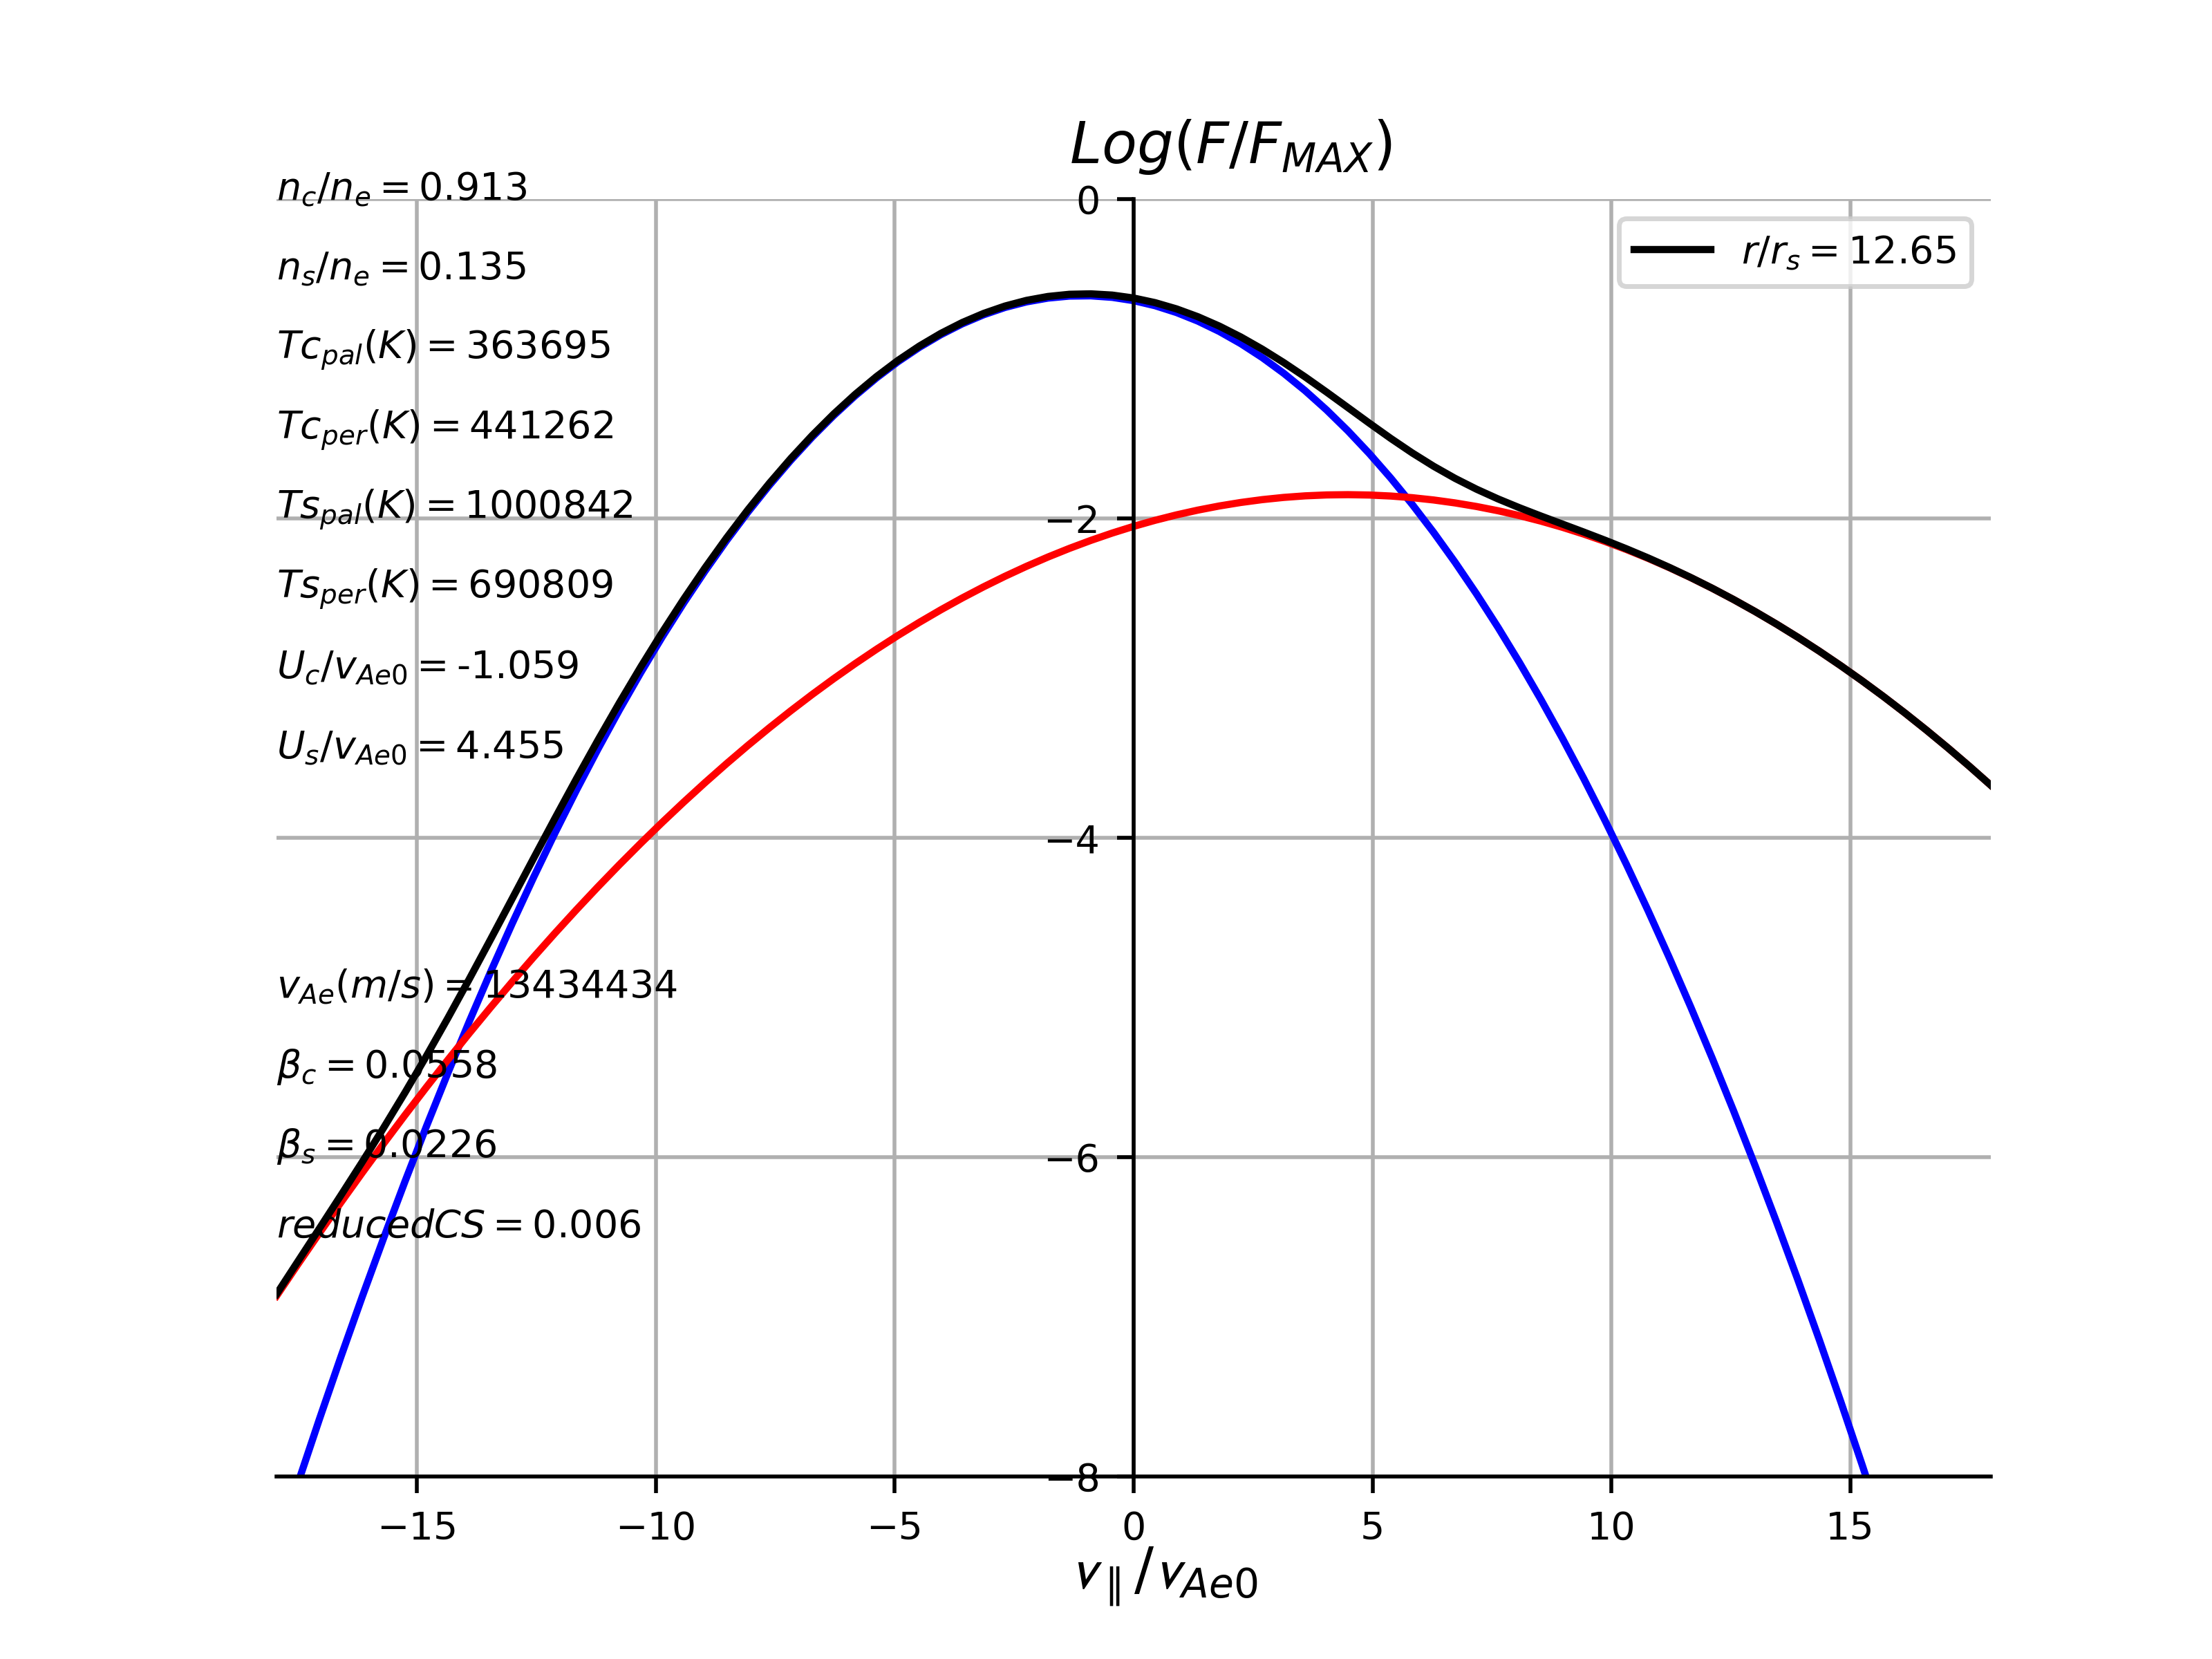 Log(F/F_MAX)
n_c/n_e = 0.913
n_s/n_e = 0.135
Tc_pal(K) = 363695
Tc_per(K) = 441262
Ts_pal(K) = 1000842
Ts_per(K) = 690809
U_c/v_Ae0 = -1.059
U_s/v_Ae0 = 4.455
v_Ae(m/s) = 13434434
β_c = 0.0558
β_s = 0.0226
reducedCS = 0.006
r/r_s = 12.65
0
−2
−4
−6
−8
−15 −10 −5 0 5 10 15
v_∥/v_Ae0